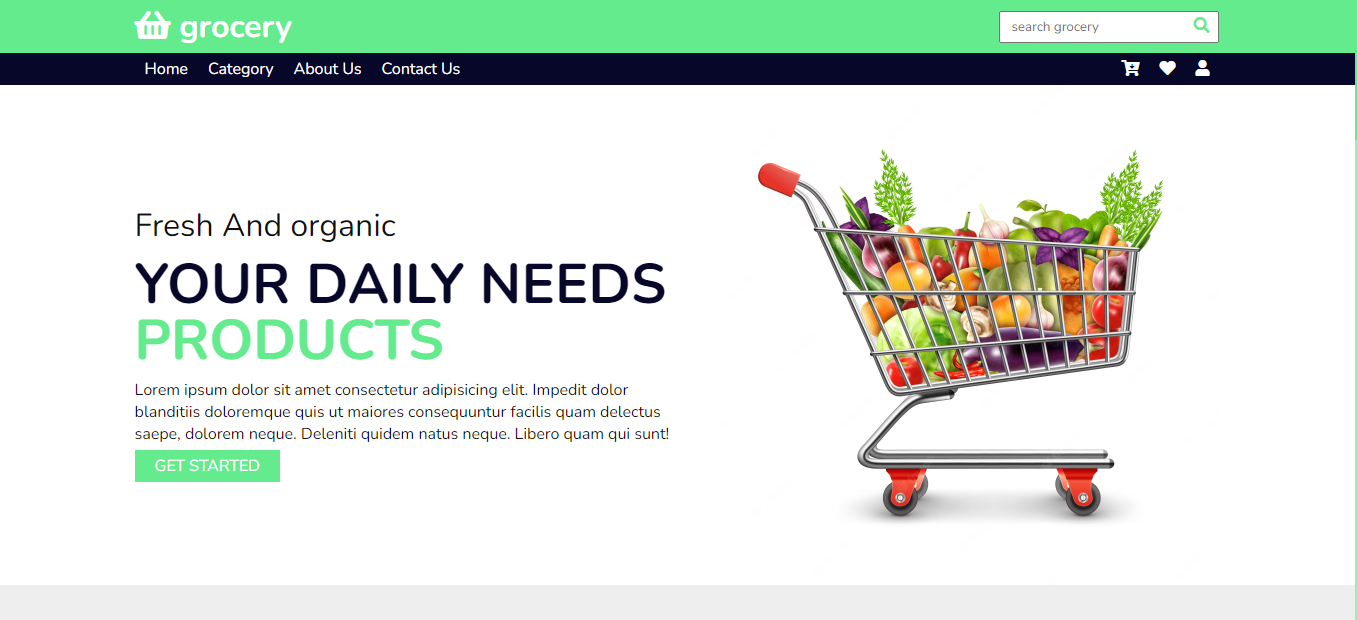 grocery
search grocery
Home Category About Us Contact Us
Fresh And organic
YOUR DAILY NEEDS
PRODUCTS
Lorem ipsum dolor sit amet consectetur adipisicing elit. Impedit dolor
blanditiis doloremque quis ut maiores consequuntur facilis quam delectus
saepe, dolorem neque. Deleniti quidem natus neque. Libero quam qui sunt!
GET STARTED